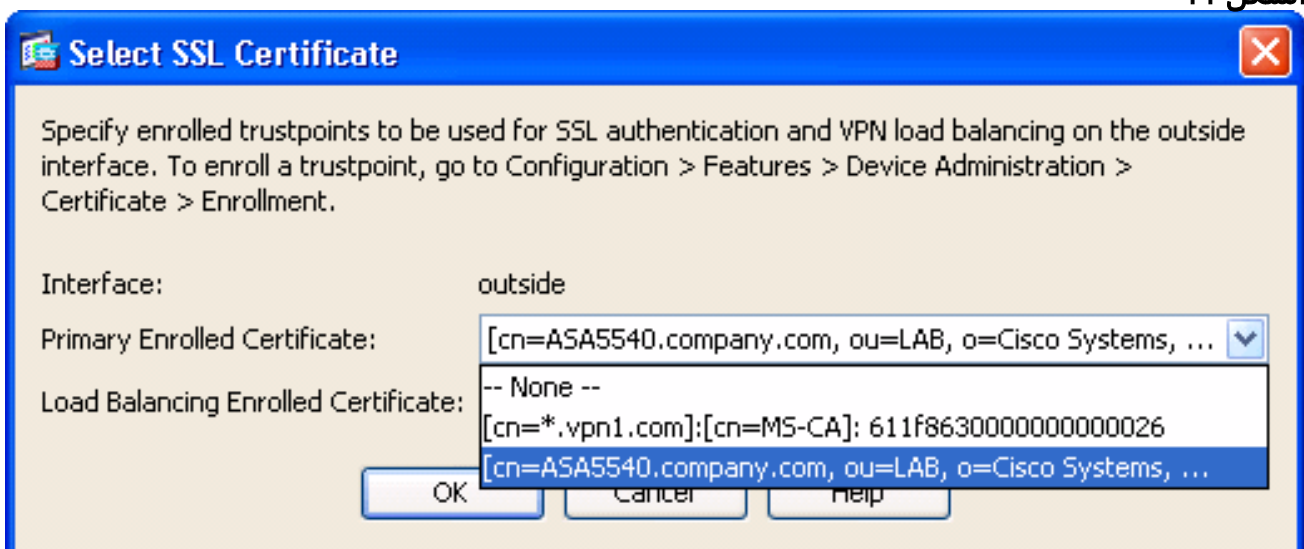 Select SSL Certificate
Specify enrolled trustpoints to be used for SSL authentication and VPN load balancing on the outside
interface. To enroll a trustpoint, go to Configuration > Features > Device Administration >
Certificate > Enrollment.
Interface: outside
Primary Enrolled Certificate: [cn=ASA5540.company.com, ou=LAB, o=Cisco Systems, ...
Load Balancing Enrolled Certificate:
-- None --
[cn=*.vpn1.com]:[cn=MS-CA]: 611f8630000000000026
[cn=ASA5540.company.com, ou=LAB, o=Cisco Systems, ...
OK Cancel Help